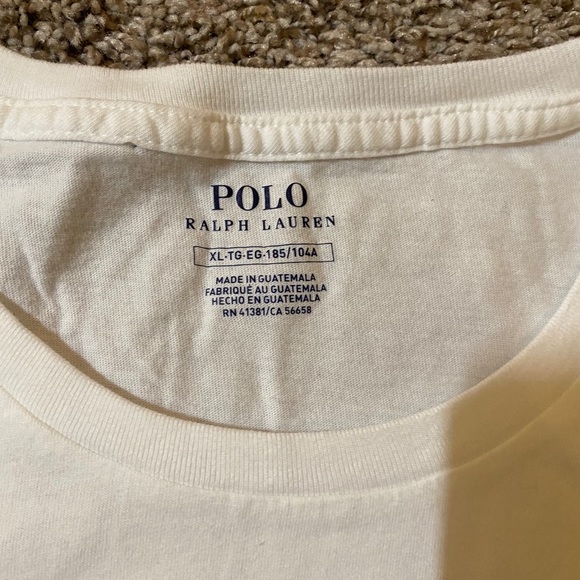 POLO
RALPH LAUREN
XL-TG-EG-185/104A
MADE IN GUATEMALA
FABRIQUÉ AU GUATEMALA
HECHO EN GUATEMALA
RN 41381/CA 56658